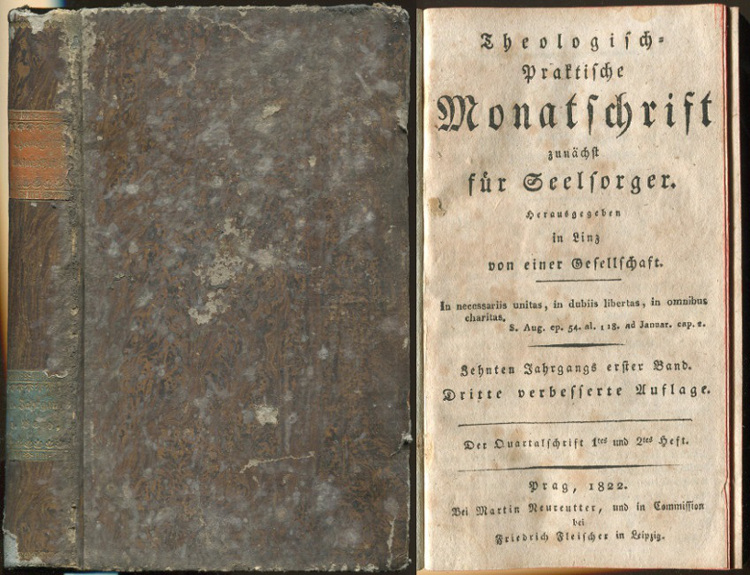 Theologisch-
Praktische
Monatschrift
zunächst
für Seelsorger.
Herausgegeben
in Linz
von einer Gesellschaft.
In necessariis unitas, in dubiis libertas, in omnibus
charitas.
S. Aug. ep. 54. al. 118. ad Januar. cap. 2.
Zehnten Jahrgangs erster Band.
Dritte verbesserte Auflage.
Der Quartalschrift 1tes und 2tes Heft.
Prag, 1822.
Bei Martin Neureutter, und in Commission
bei
Friedrich Fleischer in Leipzig.